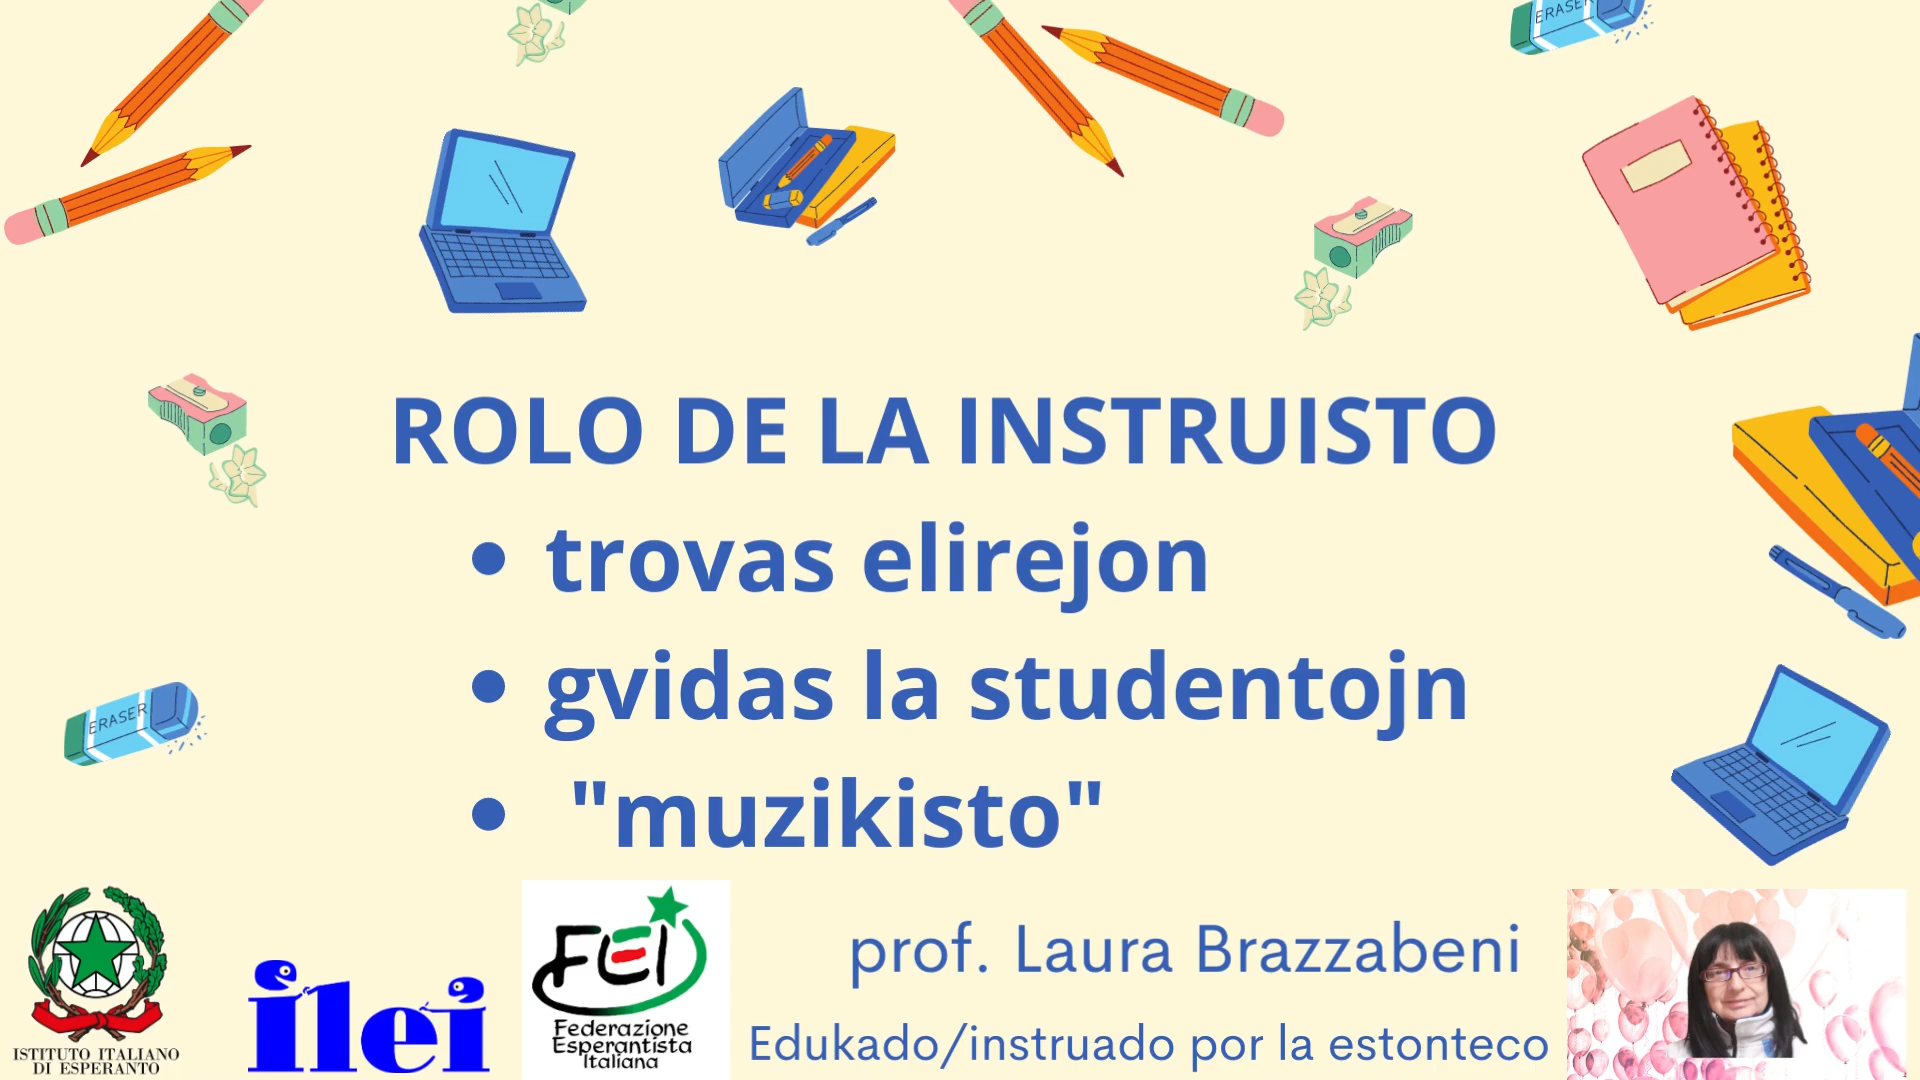 ERASER
ROLO DE LA INSTRUISTO
• trovas elirejon
• gvidas la studentojn
• "muzikisto"
ERASER
ISTITUTO ITALIANO
DI ESPERANTO
ilei
FEI
Federazione
Esperantista
Italiana
prof. Laura Brazzabeni
Edukado/instruado por la estonteco